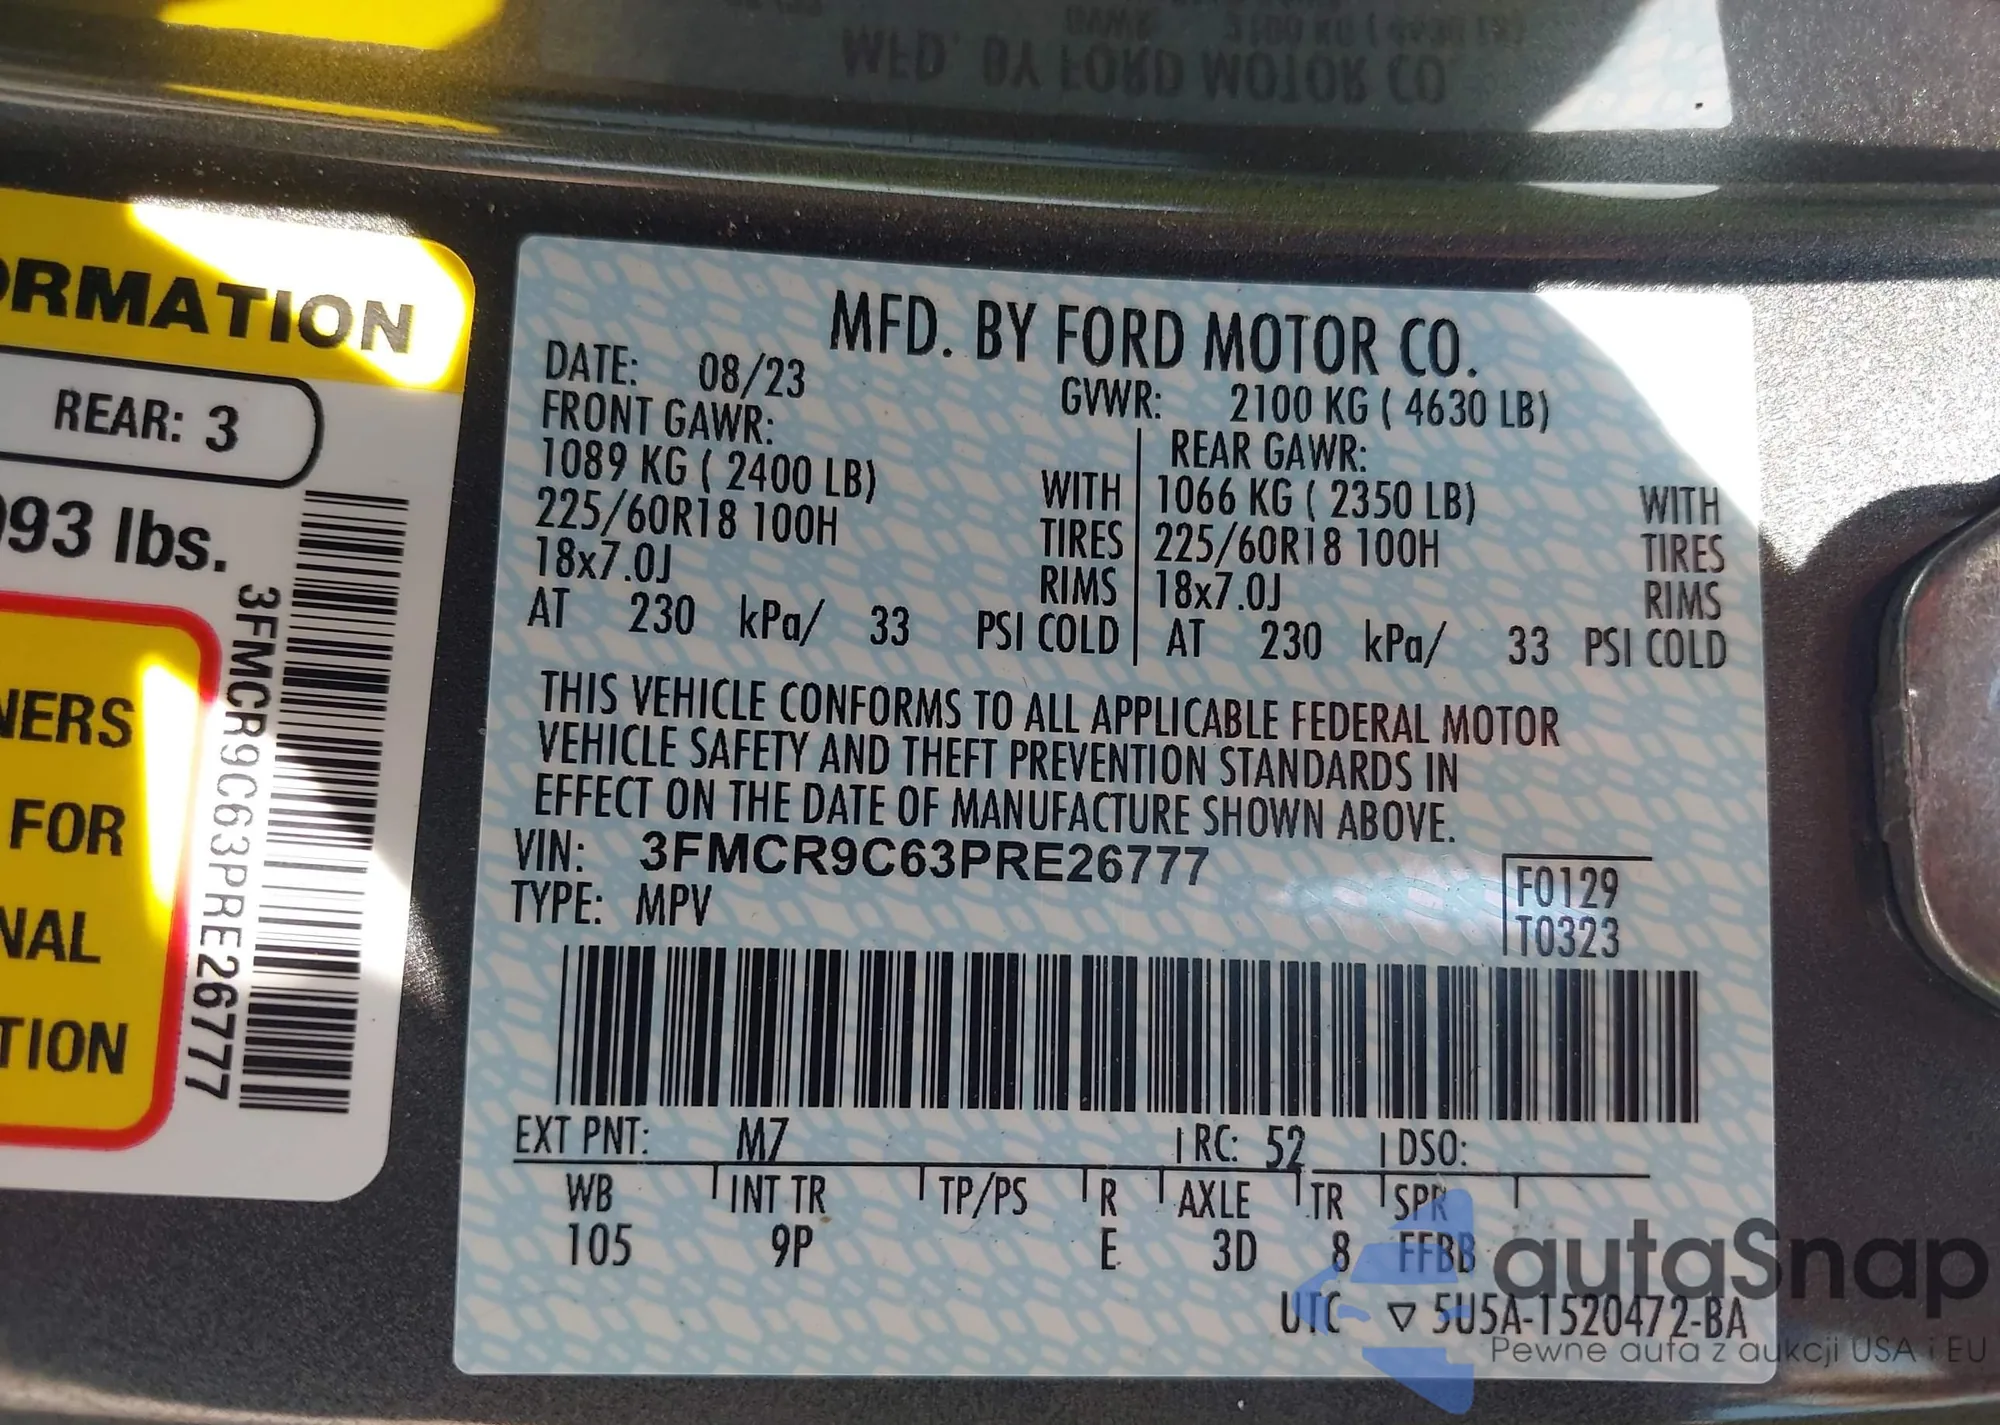 ORMATION
REAR: 3
93 lbs.
NERS
FOR
NAL
TION
3FMCR9C63PRE26777
MFD. BY FORD MOTOR CO.
DATE: 08/23 GVWR: 2100 KG ( 4630 LB)
FRONT GAWR: REAR GAWR:
1089 KG ( 2400 LB) WITH 1066 KG ( 2350 LB) WITH
225/60R18 100H TIRES 225/60R18 100H TIRES
18x7.0J RIMS 18x7.0J RIMS
AT 230 kPa/ 33 PSI COLD AT 230 kPa/ 33 PSI COLD
THIS VEHICLE CONFORMS TO ALL APPLICABLE FEDERAL MOTOR
VEHICLE SAFETY AND THEFT PREVENTION STANDARDS IN
EFFECT ON THE DATE OF MANUFACTURE SHOWN ABOVE.
VIN: 3FMCR9C63PRE26777 F0129
TYPE: MPV T0323
EXT PNT: M7 RC: 52 DSO:
WB INT TR TP/PS R AXLE TR SPR
105 9P E 3D 8 FFBB
UTC ▽ 5U5A-1520472-BA
autaSnap
Pewne auta z aukcji USA i EU